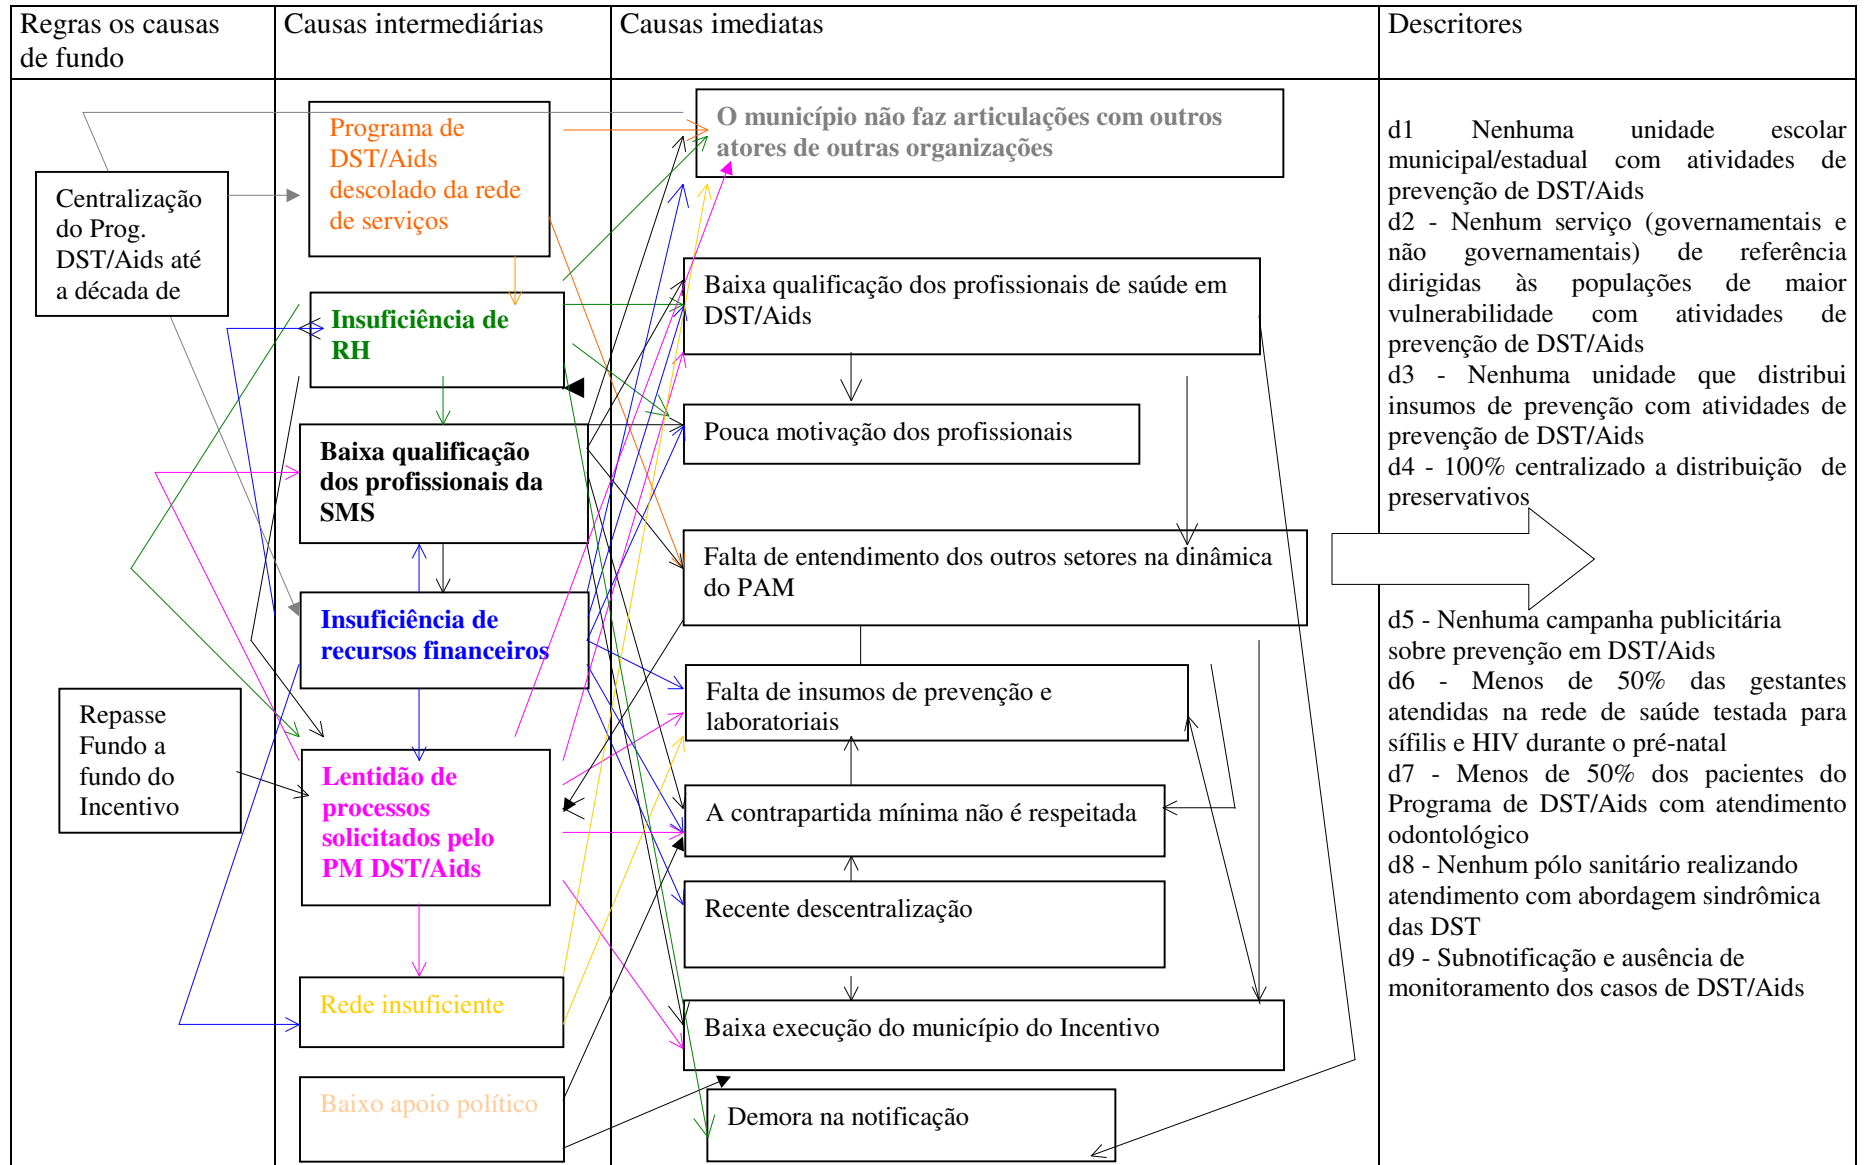 Regras os causas
de fundo
Causas intermediárias
Causas imediatas
Descritores
Centralização
do Prog.
DST/Aids até
a década de
Repasse
Fundo a
fundo do
Incentivo
Programa de
DST/Aids
descolado da rede
de serviços
Insuficiência de
RH
Baixa qualificação
dos profissionais da
SMS
Insuficiência de
recursos financeiros
Lentidão de
processos
solicitados pelo
PM DST/Aids
Rede insuficiente
Baixo apoio político
O município não faz articulações com outros
atores de outras organizações
Baixa qualificação dos profissionais de saúde em
DST/Aids
Pouca motivação dos profissionais
Falta de entendimento dos outros setores na dinâmica
do PAM
Falta de insumos de prevenção e
laboratoriais
A contrapartida mínima não é respeitada
Recente descentralização
Baixa execução do município do Incentivo
Demora na notificação
d1 Nenhuma unidade escolar
municipal/estadual com atividades de
prevenção de DST/Aids
d2 - Nenhum serviço (governamentais e
não governamentais) de referência
dirigidas às populações de maior
vulnerabilidade com atividades de
prevenção de DST/Aids
d3 - Nenhuma unidade que distribui
insumos de prevenção com atividades de
prevenção de DST/Aids
d4 - 100% centralizado a distribuição de
preservativos
d5 - Nenhuma campanha publicitária
sobre prevenção em DST/Aids
d6 - Menos de 50% das gestantes
atendidas na rede de saúde testada para
sífilis e HIV durante o pré-natal
d7 - Menos de 50% dos pacientes do
Programa de DST/Aids com atendimento
odontológico
d8 - Nenhum pólo sanitário realizando
atendimento com abordagem sindrômica
das DST
d9 - Subnotificação e ausência de
monitoramento dos casos de DST/Aids